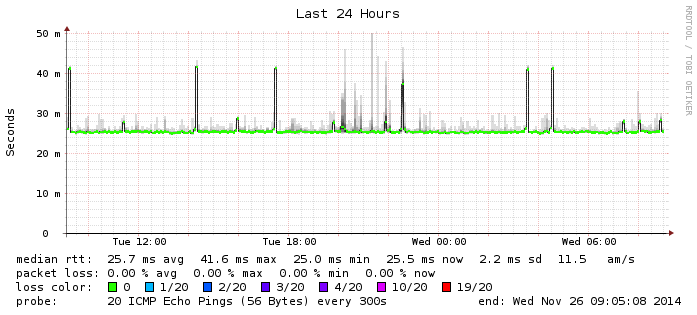 Last 24 Hours
RRDTOOL / TOBI OETIKER
Seconds
50 m
40 m
30 m
20 m
10 m
0
Tue 12:00 Tue 18:00 Wed 00:00 Wed 06:00
median rtt: 25.7 ms avg 41.6 ms max 25.0 ms min 25.5 ms now 2.2 ms sd 11.5 am/s
packet loss: 0.00 % avg 0.00 % max 0.00 % min 0.00 % now
loss color: 0 1/20 2/20 3/20 4/20 10/20 19/20
probe: 20 ICMP Echo Pings (56 Bytes) every 300s end: Wed Nov 26 09:05:08 2014